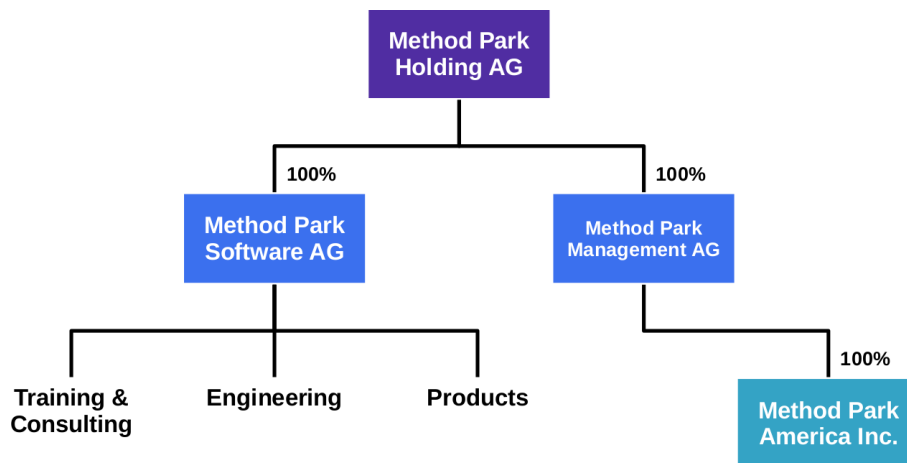 Method Park
Holding AG
100%
100%
Method Park
Software AG
Method Park
Management AG
100%
Training &
Consulting
Engineering
Products
Method Park
America Inc.